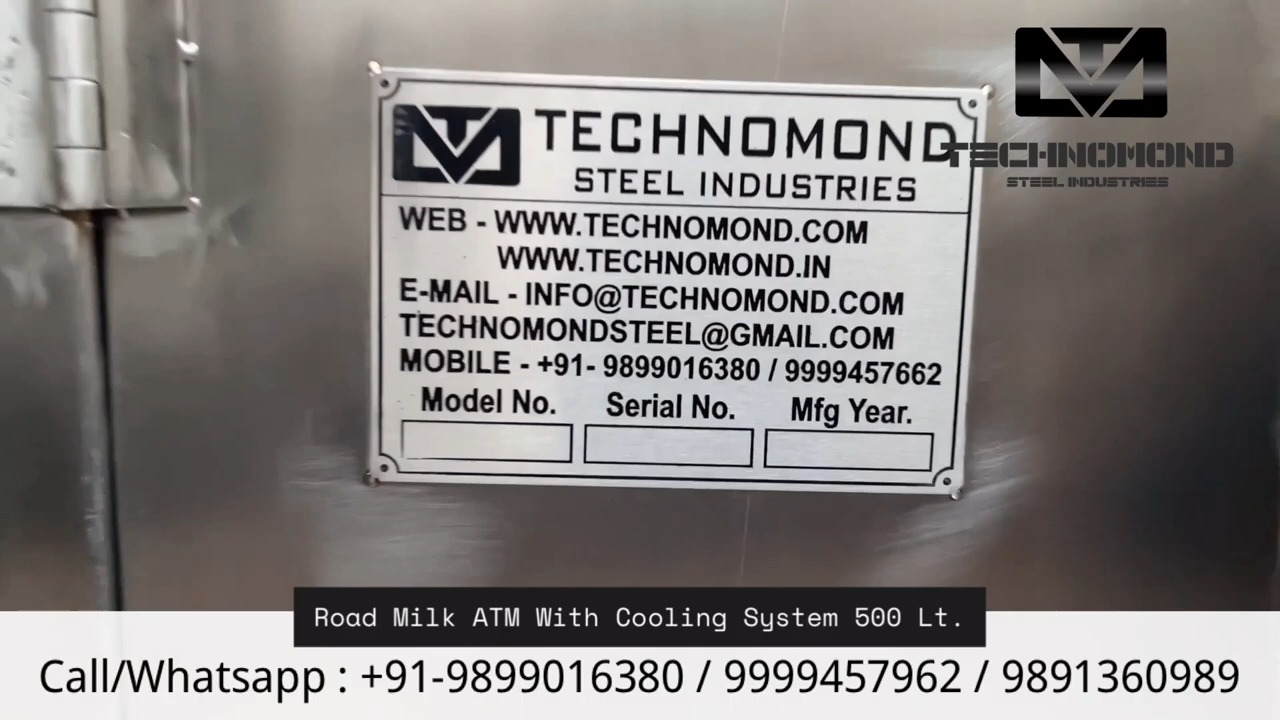 TECHNOMOND
STEEL INDUSTRIES
WEB - WWW.TECHNOMOND.COM
WWW.TECHNOMOND.IN
E-MAIL - INFO@TECHNOMOND.COM
TECHNOMONDSTEEL@GMAIL.COM
MOBILE - +91- 9899016380 / 9999457662
Model No. Serial No. Mfg Year.
TECHNOMOND
STEEL INDUSTRIES
Road Milk ATM With Cooling System 500 Lt.
Call/Whatsapp : +91-9899016380 / 9999457962 / 9891360989